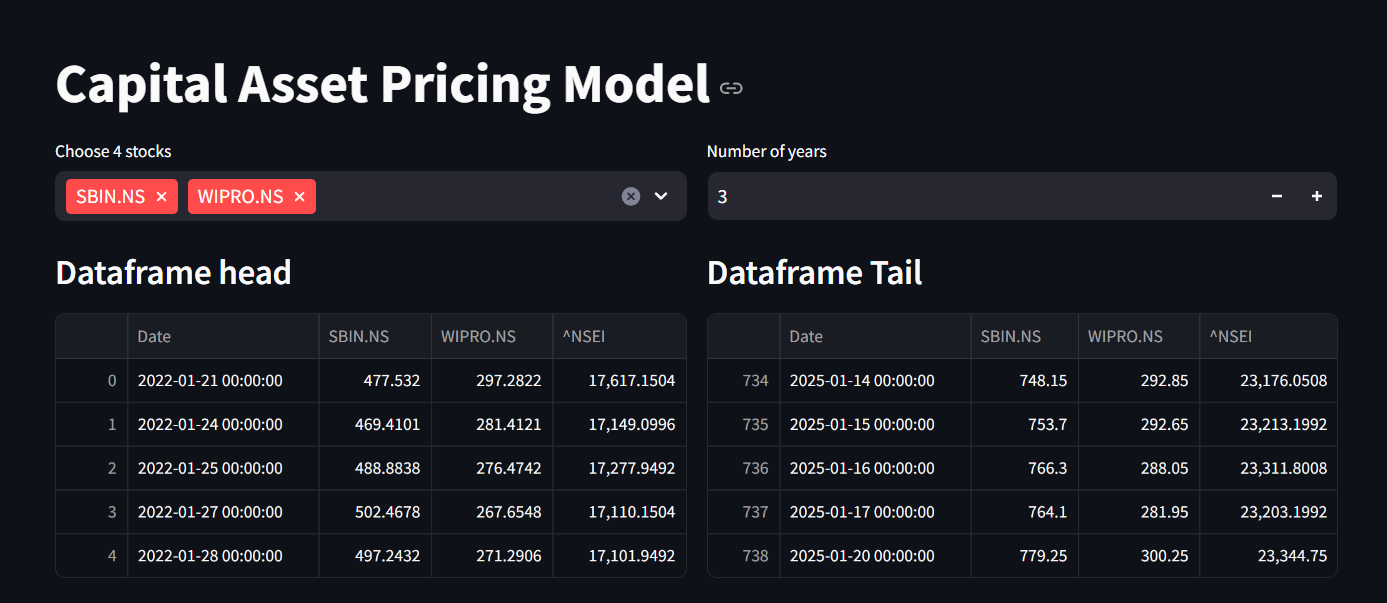 Capital Asset Pricing Model
Choose 4 stocks
SBIN.NS
WIPRO.NS
Number of years
3
Dataframe head
Date SBIN.NS WIPRO.NS ^NSEI
0 2022-01-21 00:00:00 477.532 297.2822 17,617.1504
1 2022-01-24 00:00:00 469.4101 281.4121 17,149.0996
2 2022-01-25 00:00:00 488.8838 276.4742 17,277.9492
3 2022-01-27 00:00:00 502.4678 267.6548 17,110.1504
4 2022-01-28 00:00:00 497.2432 271.2906 17,101.9492
Dataframe Tail
Date SBIN.NS WIPRO.NS ^NSEI
734 2025-01-14 00:00:00 748.15 292.85 23,176.0508
735 2025-01-15 00:00:00 753.7 292.65 23,213.1992
736 2025-01-16 00:00:00 766.3 288.05 23,311.8008
737 2025-01-17 00:00:00 764.1 281.95 23,203.1992
738 2025-01-20 00:00:00 779.25 300.25 23,344.75